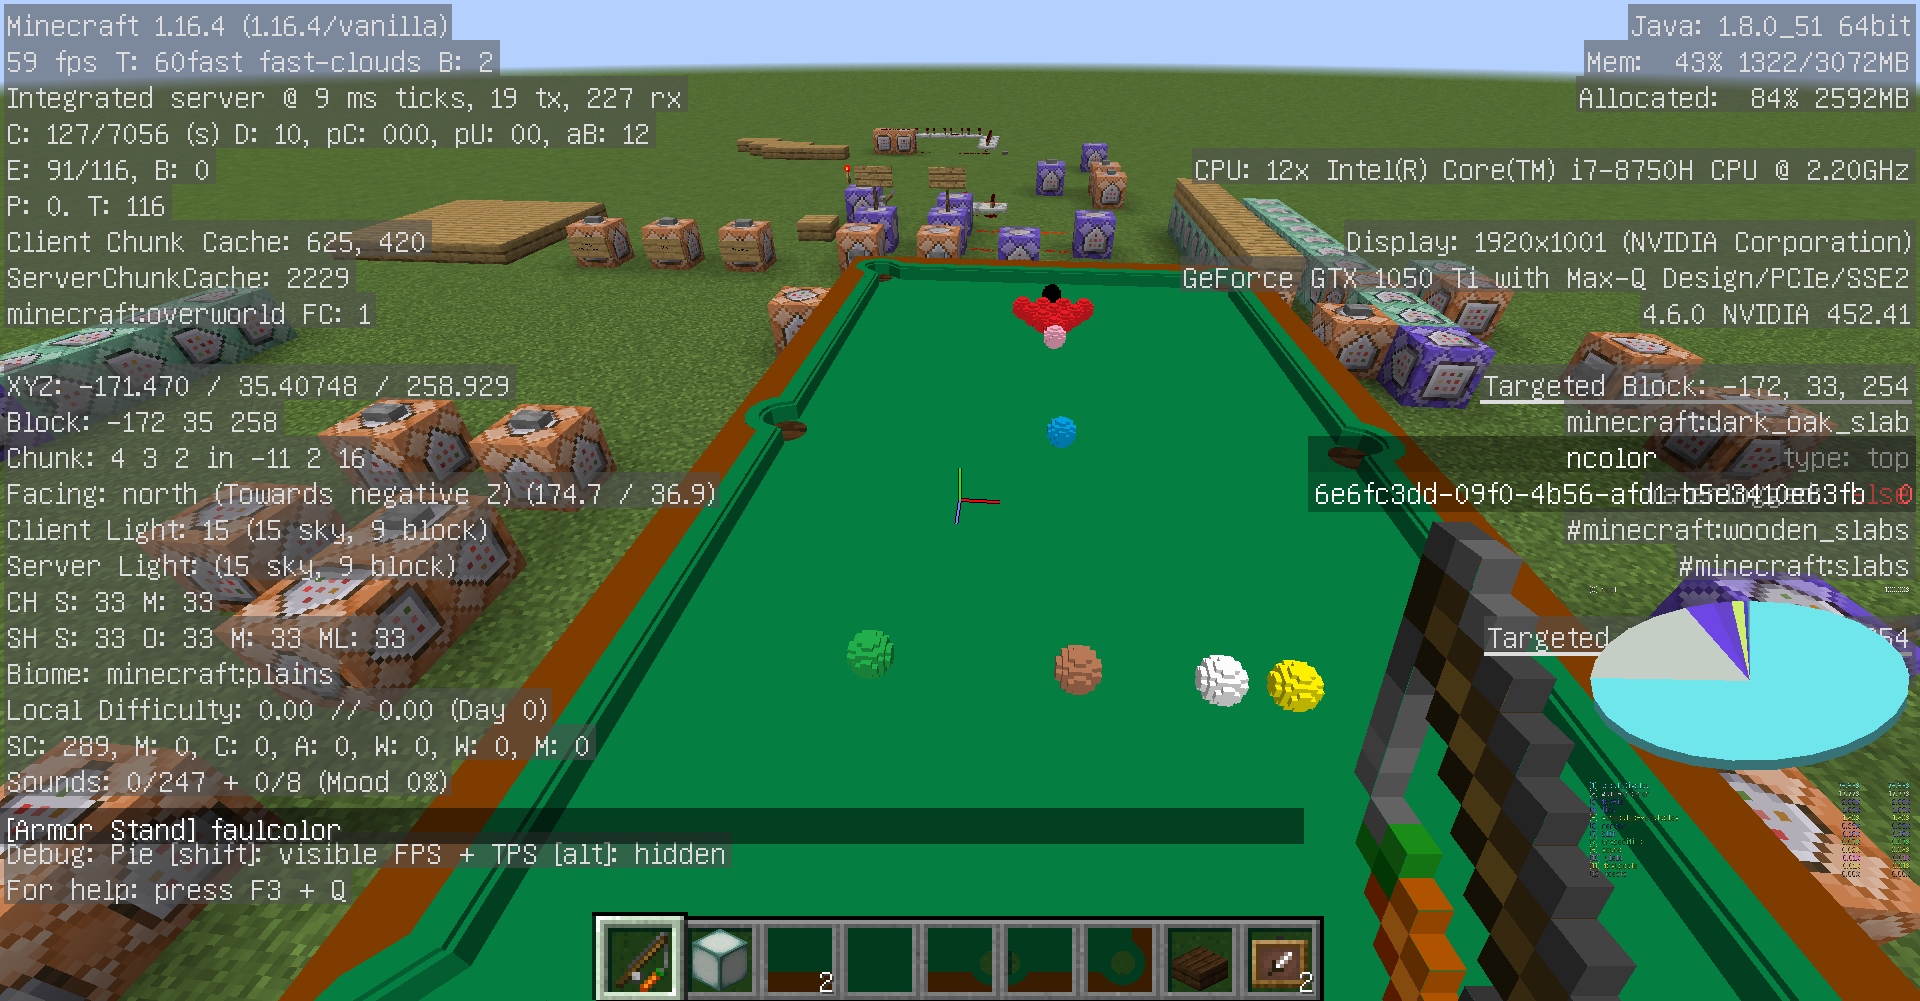 Minecraft 1.16.4 (1.16.4/vanilla)
59 fps T: 60fast fast-clouds B: 2
Integrated server @ 9 ms ticks, 19 tx, 227 rx
C: 127/7056 (s) D: 10, pC: 000, pU: 00, aB: 12
E: 91/116, B: 0
P: 0. T: 116
Client Chunk Cache: 625, 420
ServerChunkCache: 2229
minecraft:overworld FC: 1
XYZ: -171.470 / 35.40748 / 258.929
Block: -172 35 258
Chunk: 4 3 2 in -11 2 16
Facing: north (Towards negative Z) (174.7 / 36.9)
Client Light: 15 (15 sky, 9 block)
Server Light: (15 sky, 9 block)
CH S: 33 M: 33
SH S: 33 O: 33 M: 33 ML: 33
Biome: minecraft:plains
Local Difficulty: 0.00 // 0.00 (Day 0)
SC: 289, M: 0, C: 0, A: 0, W: 0, W: 0, M: 0
Sounds: 0/247 + 0/8 (Mood 0%)
[Armor Stand] faulcolor
Debug: Pie [shift]: visible FPS + TPS [alt]: hidden
For help: press F3 + Q
Java: 1.8.0_51 64bit
Mem: 43% 1322/3072MB
Allocated: 84% 2592MB
CPU: 12x Intel(R) Core(TM) i7-8750H CPU @ 2.20GHz
Display: 1920x1001 (NVIDIA Corporation)
GeForce GTX 1050 Ti with Max-Q Design/PCIe/SSE2
4.6.0 NVIDIA 452.41
Targeted Block: -172, 33, 254
minecraft:dark_oak_slab
ncolor type: top
#minecraft:wooden_slabs
#minecraft:slabs
Targeted
2
2